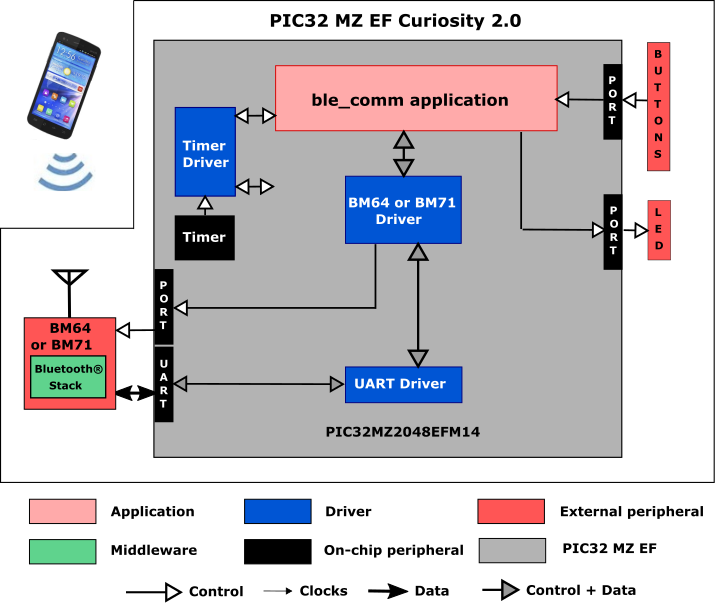 PIC32 MZ EF Curiosity 2.0
12:56
ble_comm application
PORT
BUTTONS
Timer
Driver
BM64 or BM71
Driver
Timer
PORT
LED
PORT
BM64
or BM71
Bluetooth®
Stack
UART
UART Driver
PIC32MZ2048EFM14
Application
Driver
External peripheral
Middleware
On-chip peripheral
PIC32 MZ EF
Control
Clocks
Data
Control + Data